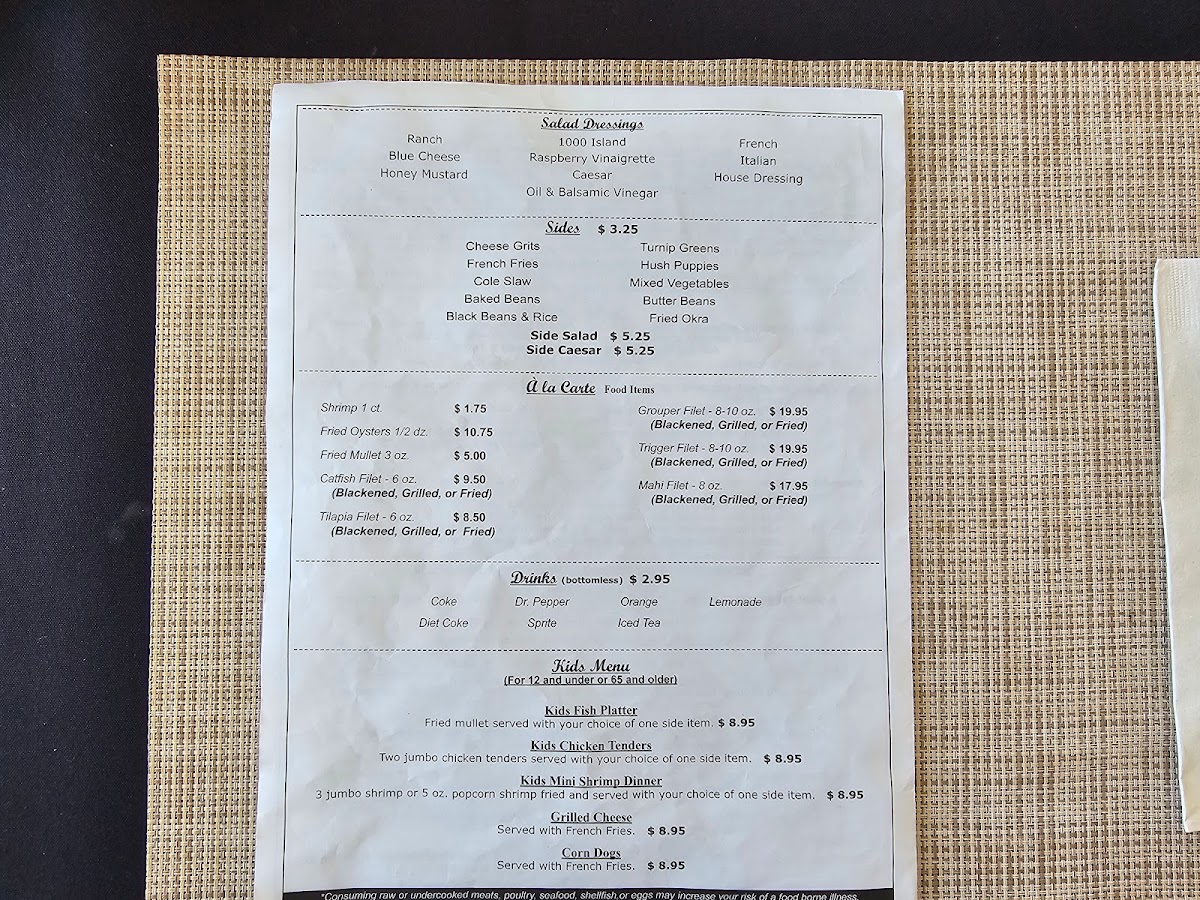 Salad Dressings
Ranch 1000 Island French
Blue Cheese Raspberry Vinaigrette Italian
Honey Mustard Caesar House Dressing
Oil & Balsamic Vinegar
Sides $ 3.25
Cheese Grits Turnip Greens
French Fries Hush Puppies
Cole Slaw Mixed Vegetables
Baked Beans Butter Beans
Black Beans & Rice Fried Okra
Side Salad $ 5.25
Side Caesar $ 5.25
À la Carte Food Items
Shrimp 1 ct. $ 1.75
Fried Oysters 1/2 dz. $ 10.75
Fried Mullet 3 oz. $ 5.00
Catfish Filet - 6 oz. $ 9.50
(Blackened, Grilled, or Fried)
Tilapia Filet - 6 oz. $ 8.50
(Blackened, Grilled, or Fried)
Grouper Filet - 8-10 oz. $ 19.95
(Blackened, Grilled, or Fried)
Trigger Filet - 8-10 oz. $ 19.95
(Blackened, Grilled, or Fried)
Mahi Filet - 8 oz. $ 17.95
(Blackened, Grilled, or Fried)
Drinks (bottomless) $ 2.95
Coke Dr. Pepper Orange Lemonade
Diet Coke Sprite Iced Tea
Kids Menu
(For 12 and under or 65 and older)
Kids Fish Platter
Fried mullet served with your choice of one side item. $ 8.95
Kids Chicken Tenders
Two jumbo chicken tenders served with your choice of one side item. $ 8.95
Kids Mini Shrimp Dinner
3 jumbo shrimp or 5 oz. popcorn shrimp fried and served with your choice of one side item. $ 8.95
Grilled Cheese
Served with French Fries. $ 8.95
Corn Dogs
Served with French Fries. $ 8.95
*Consuming raw or undercooked meats, poultry, seafood, shellfish,or eggs may increase your risk of a food borne illness.